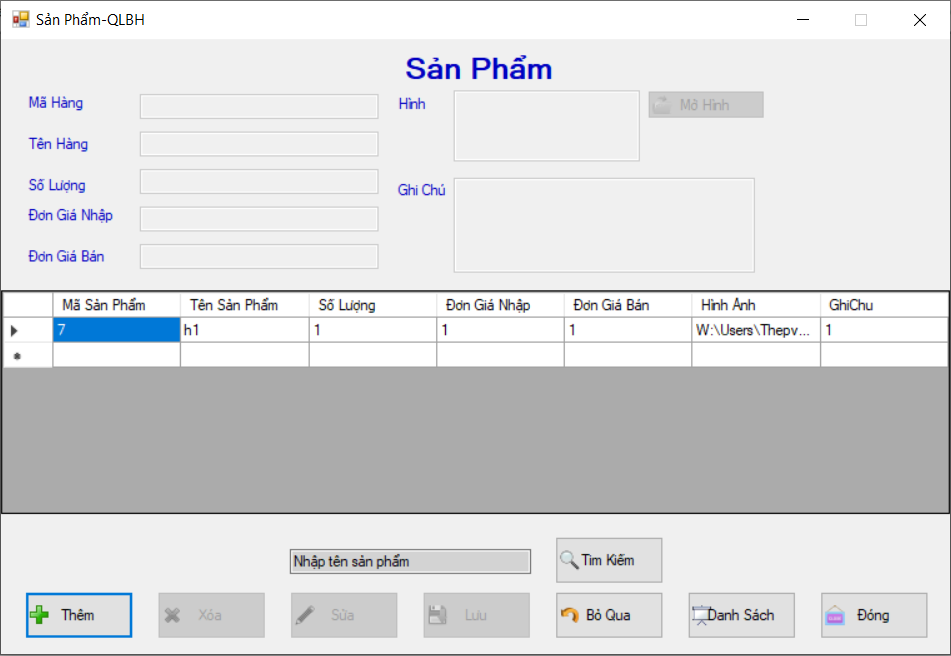 Sản Phẩm-QLBH
Sản Phẩm
Mã Hàng
Tên Hàng
Số Lượng
Đơn Giá Nhập
Đơn Giá Bán
Hình
Mở Hình
Ghi Chú
Mã Sản Phẩm Tên Sản Phẩm Số Lượng Đơn Giá Nhập Đơn Giá Bán Hình Ảnh GhiChu
7 h1 1 1 1 W:\Users\Thepv... 1
Nhập tên sản phẩm
Tìm Kiếm
Thêm Xóa Sửa Lưu Bỏ Qua Danh Sách Đóng